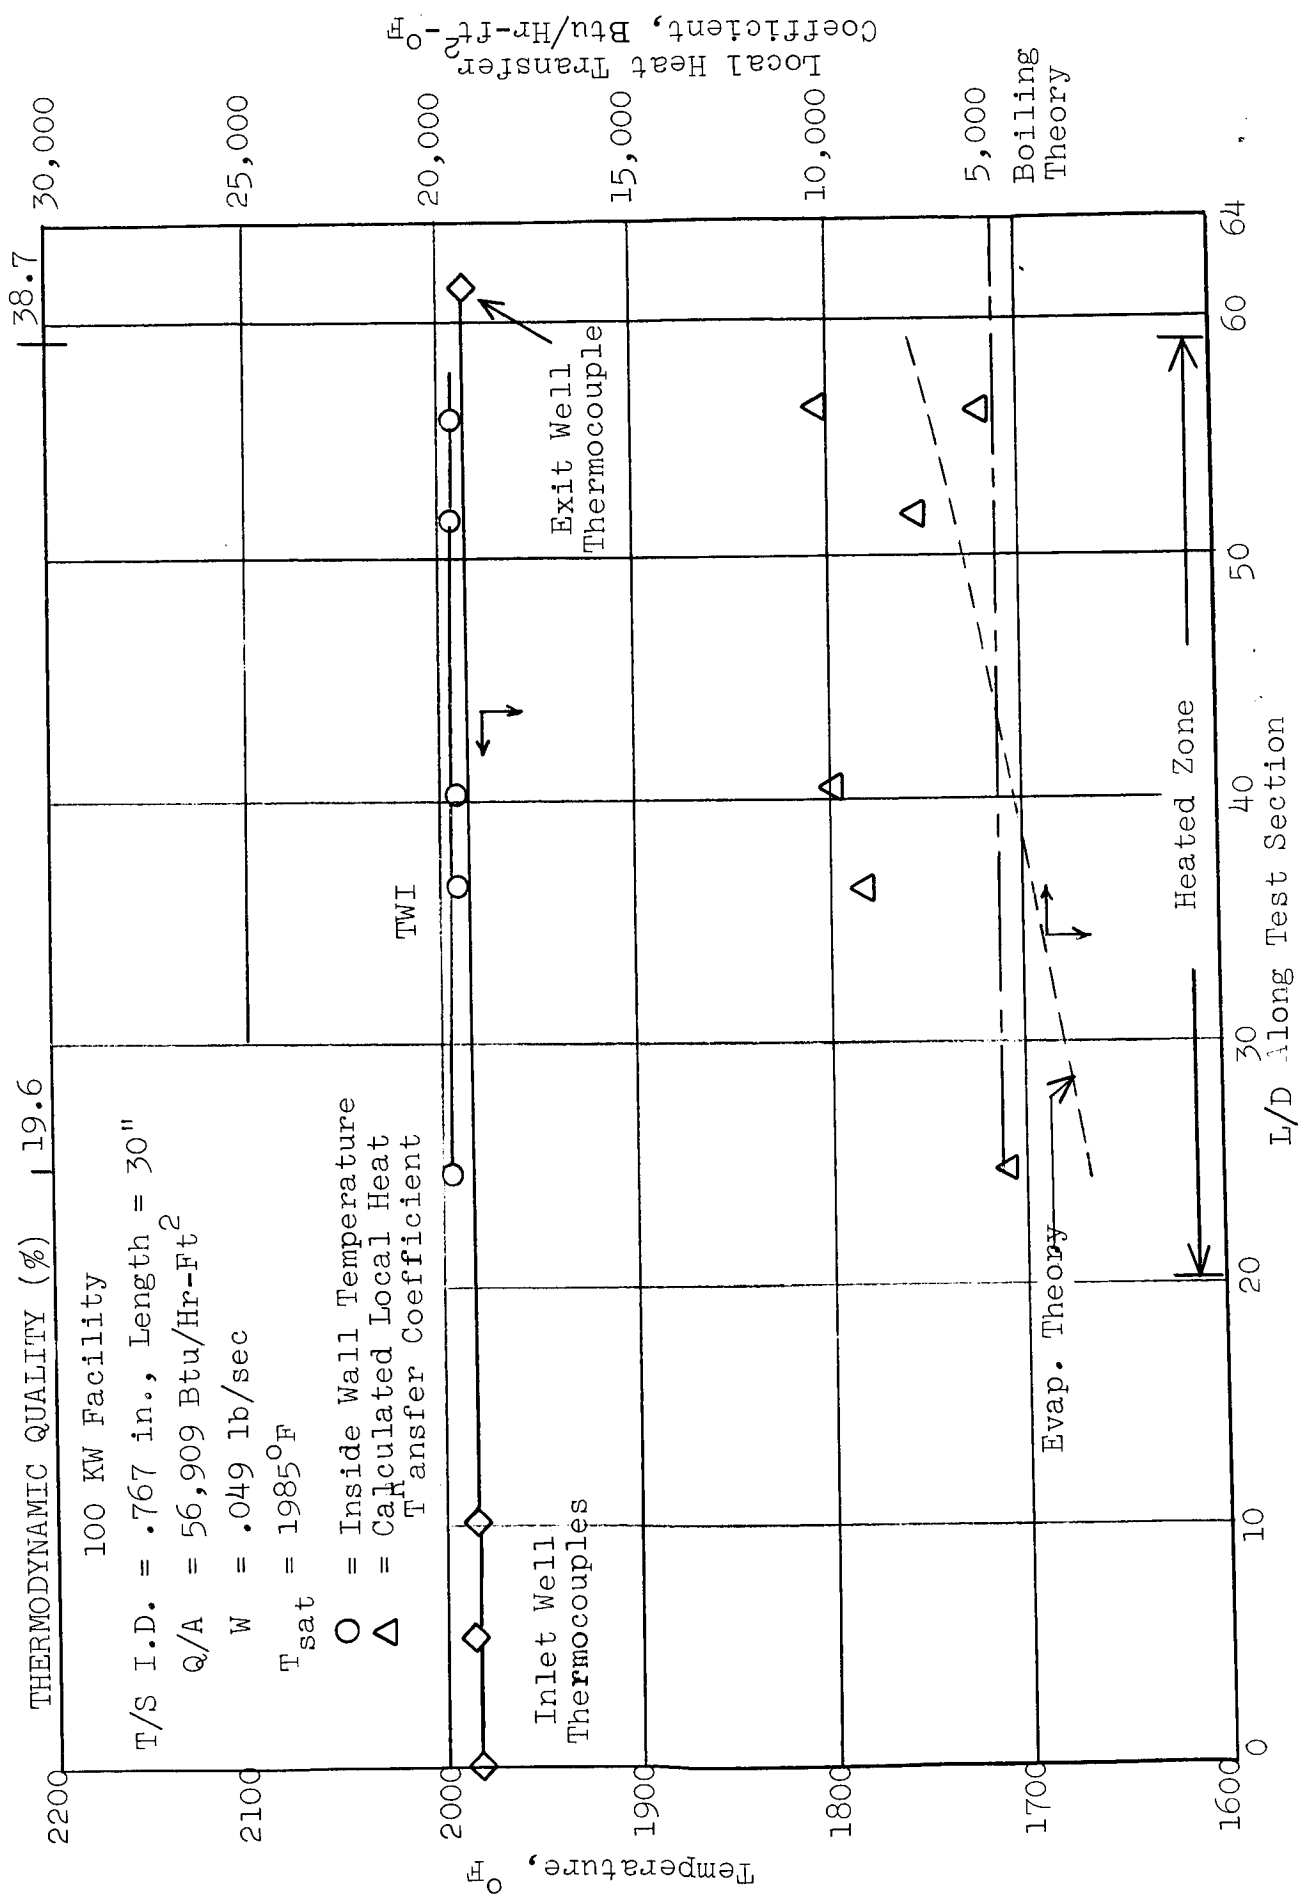 THERMODYNAMIC QUALITY (%)
19.6
38.7
100 KW Facility
T/S I.D. = .767 in., Length = 30"
Q/A = 56,909 Btu/Hr-Ft²
W = .049 lb/sec
T sat = 1985°F
O = Inside Wall Temperature
△ = Calculated Local Heat
Transfer Coefficient
TWI
Inlet Well
Thermocouples
Exit Well
Thermocouple
Evap. Theory
Heated Zone
Boiling
Theory
Temperature, °F
2200
2100
2000
1900
1800
1700
1600
Local Heat Transfer
Coefficient, Btu/Hr-ft²-°F
30,000
25,000
20,000
15,000
10,000
5,000
0
10
20
30
40
50
60
64
L/D Along Test Section